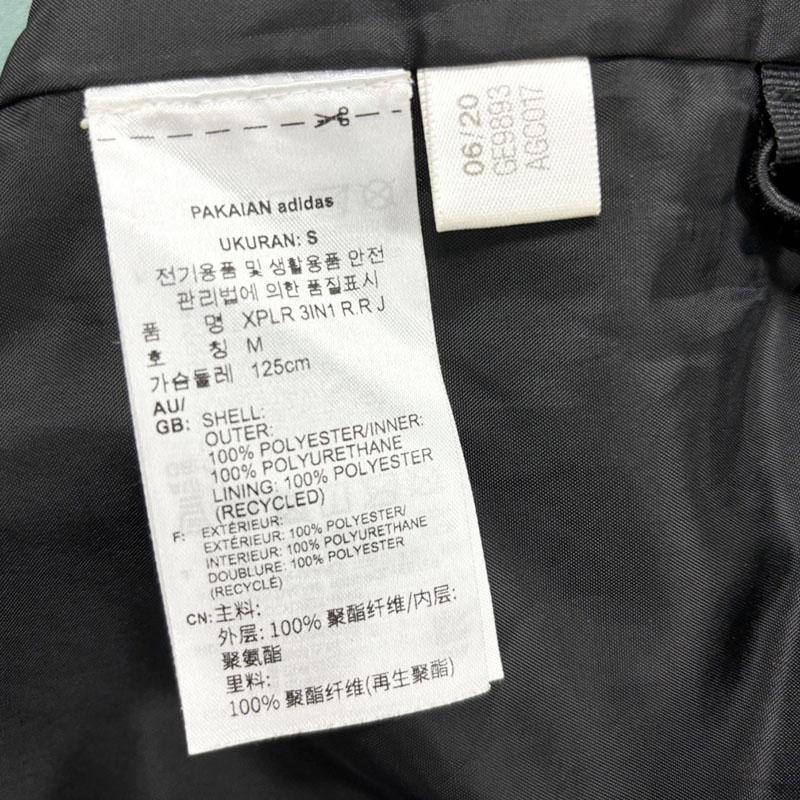 PAKAIAN adidas
UKURAN: S
전기용품 및 생활용품 안전
관리법에 의한 품질표시
품 명 XPLR 3IN1 R.R J
호 칭 M
가슴둘레 125cm
AU/
GB: SHELL:
OUTER:
100% POLYESTER/INNER:
100% POLYURETHANE
LINING: 100% POLYESTER
(RECYCLED)
F: EXTÉRIEUR:
EXTÉRIEUR: 100% POLYESTER/
INTERIEUR: 100% POLYURETHANE
DOUBLURE: 100% POLYESTER
(RECYCLÉ)
CN: 主料:
外层: 100% 聚酯纤维/内层:
聚氨酯
里料:
100% 聚酯纤维(再生聚酯)
06/20
GE9893
AGC017